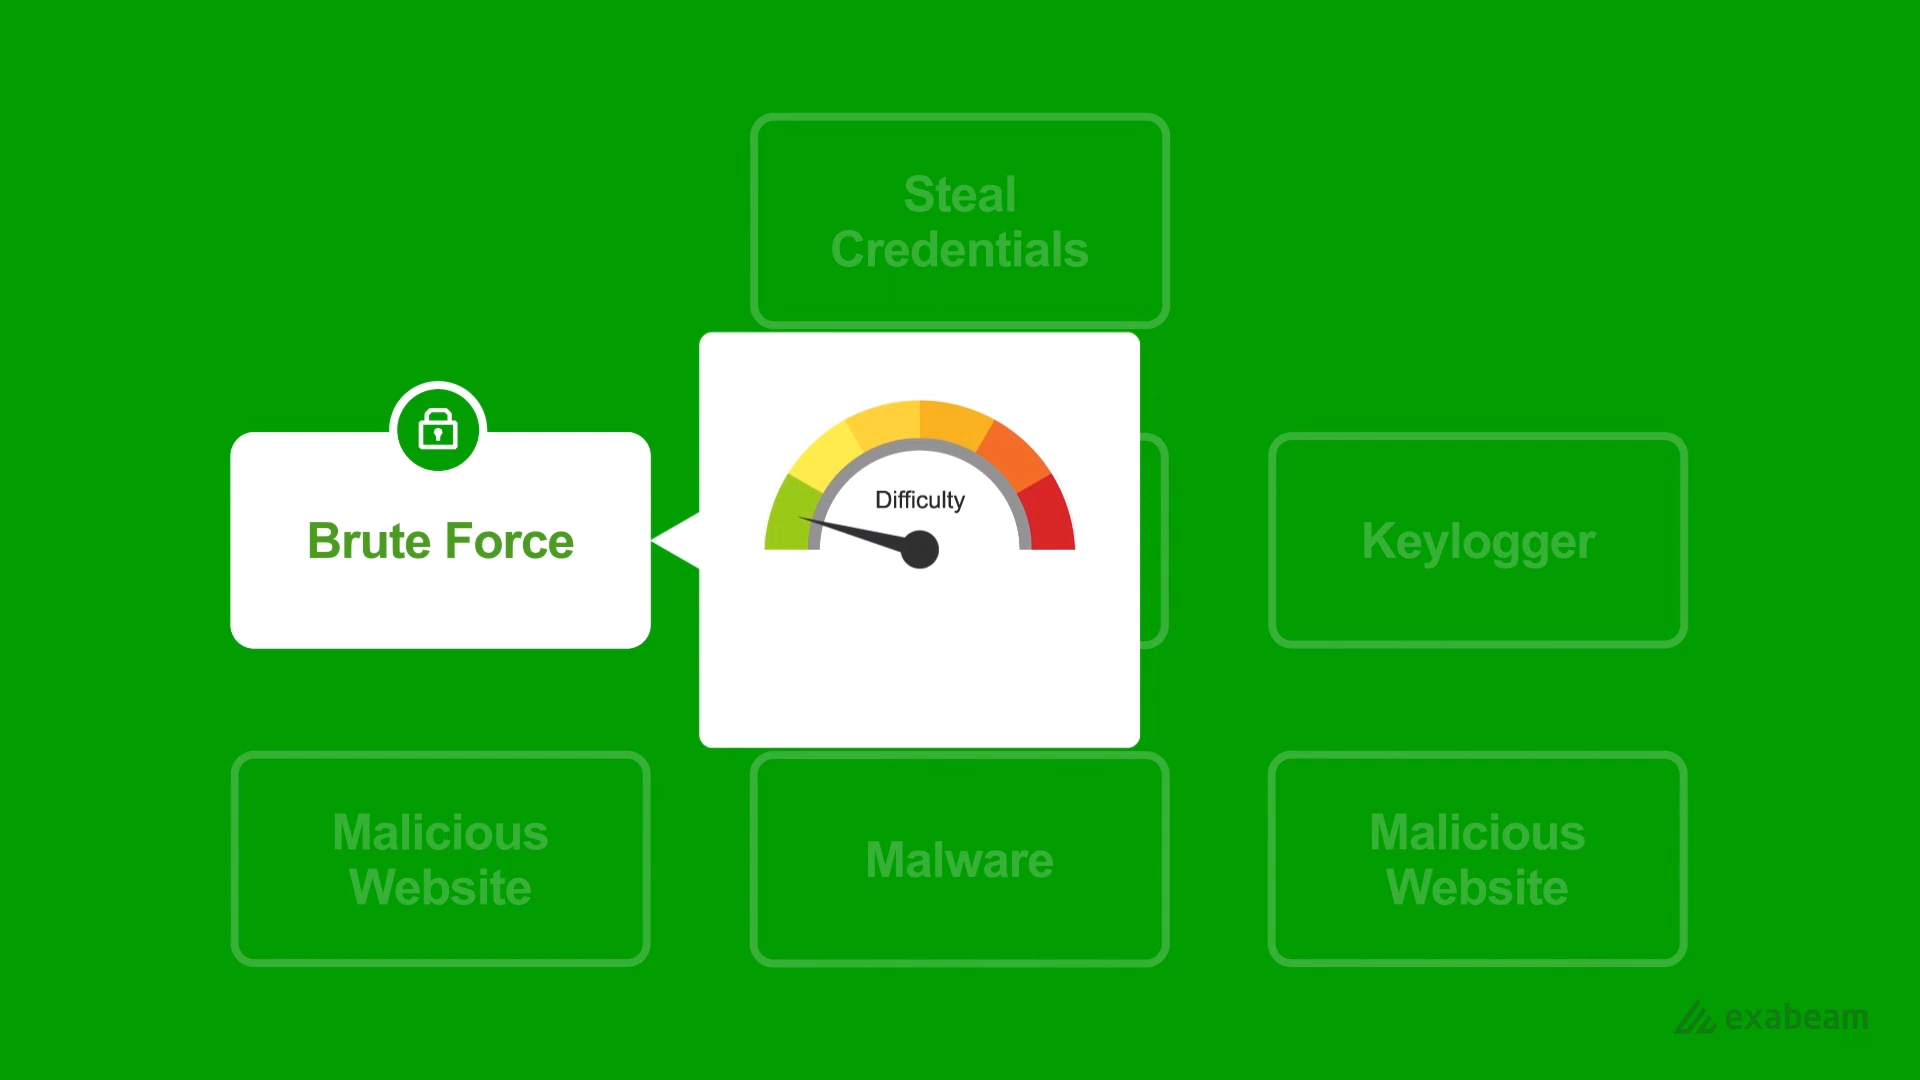 Steal
Credentials
Brute Force
Difficulty
Keylogger
Malicious
Website
Malware
Malicious
Website
exabeam